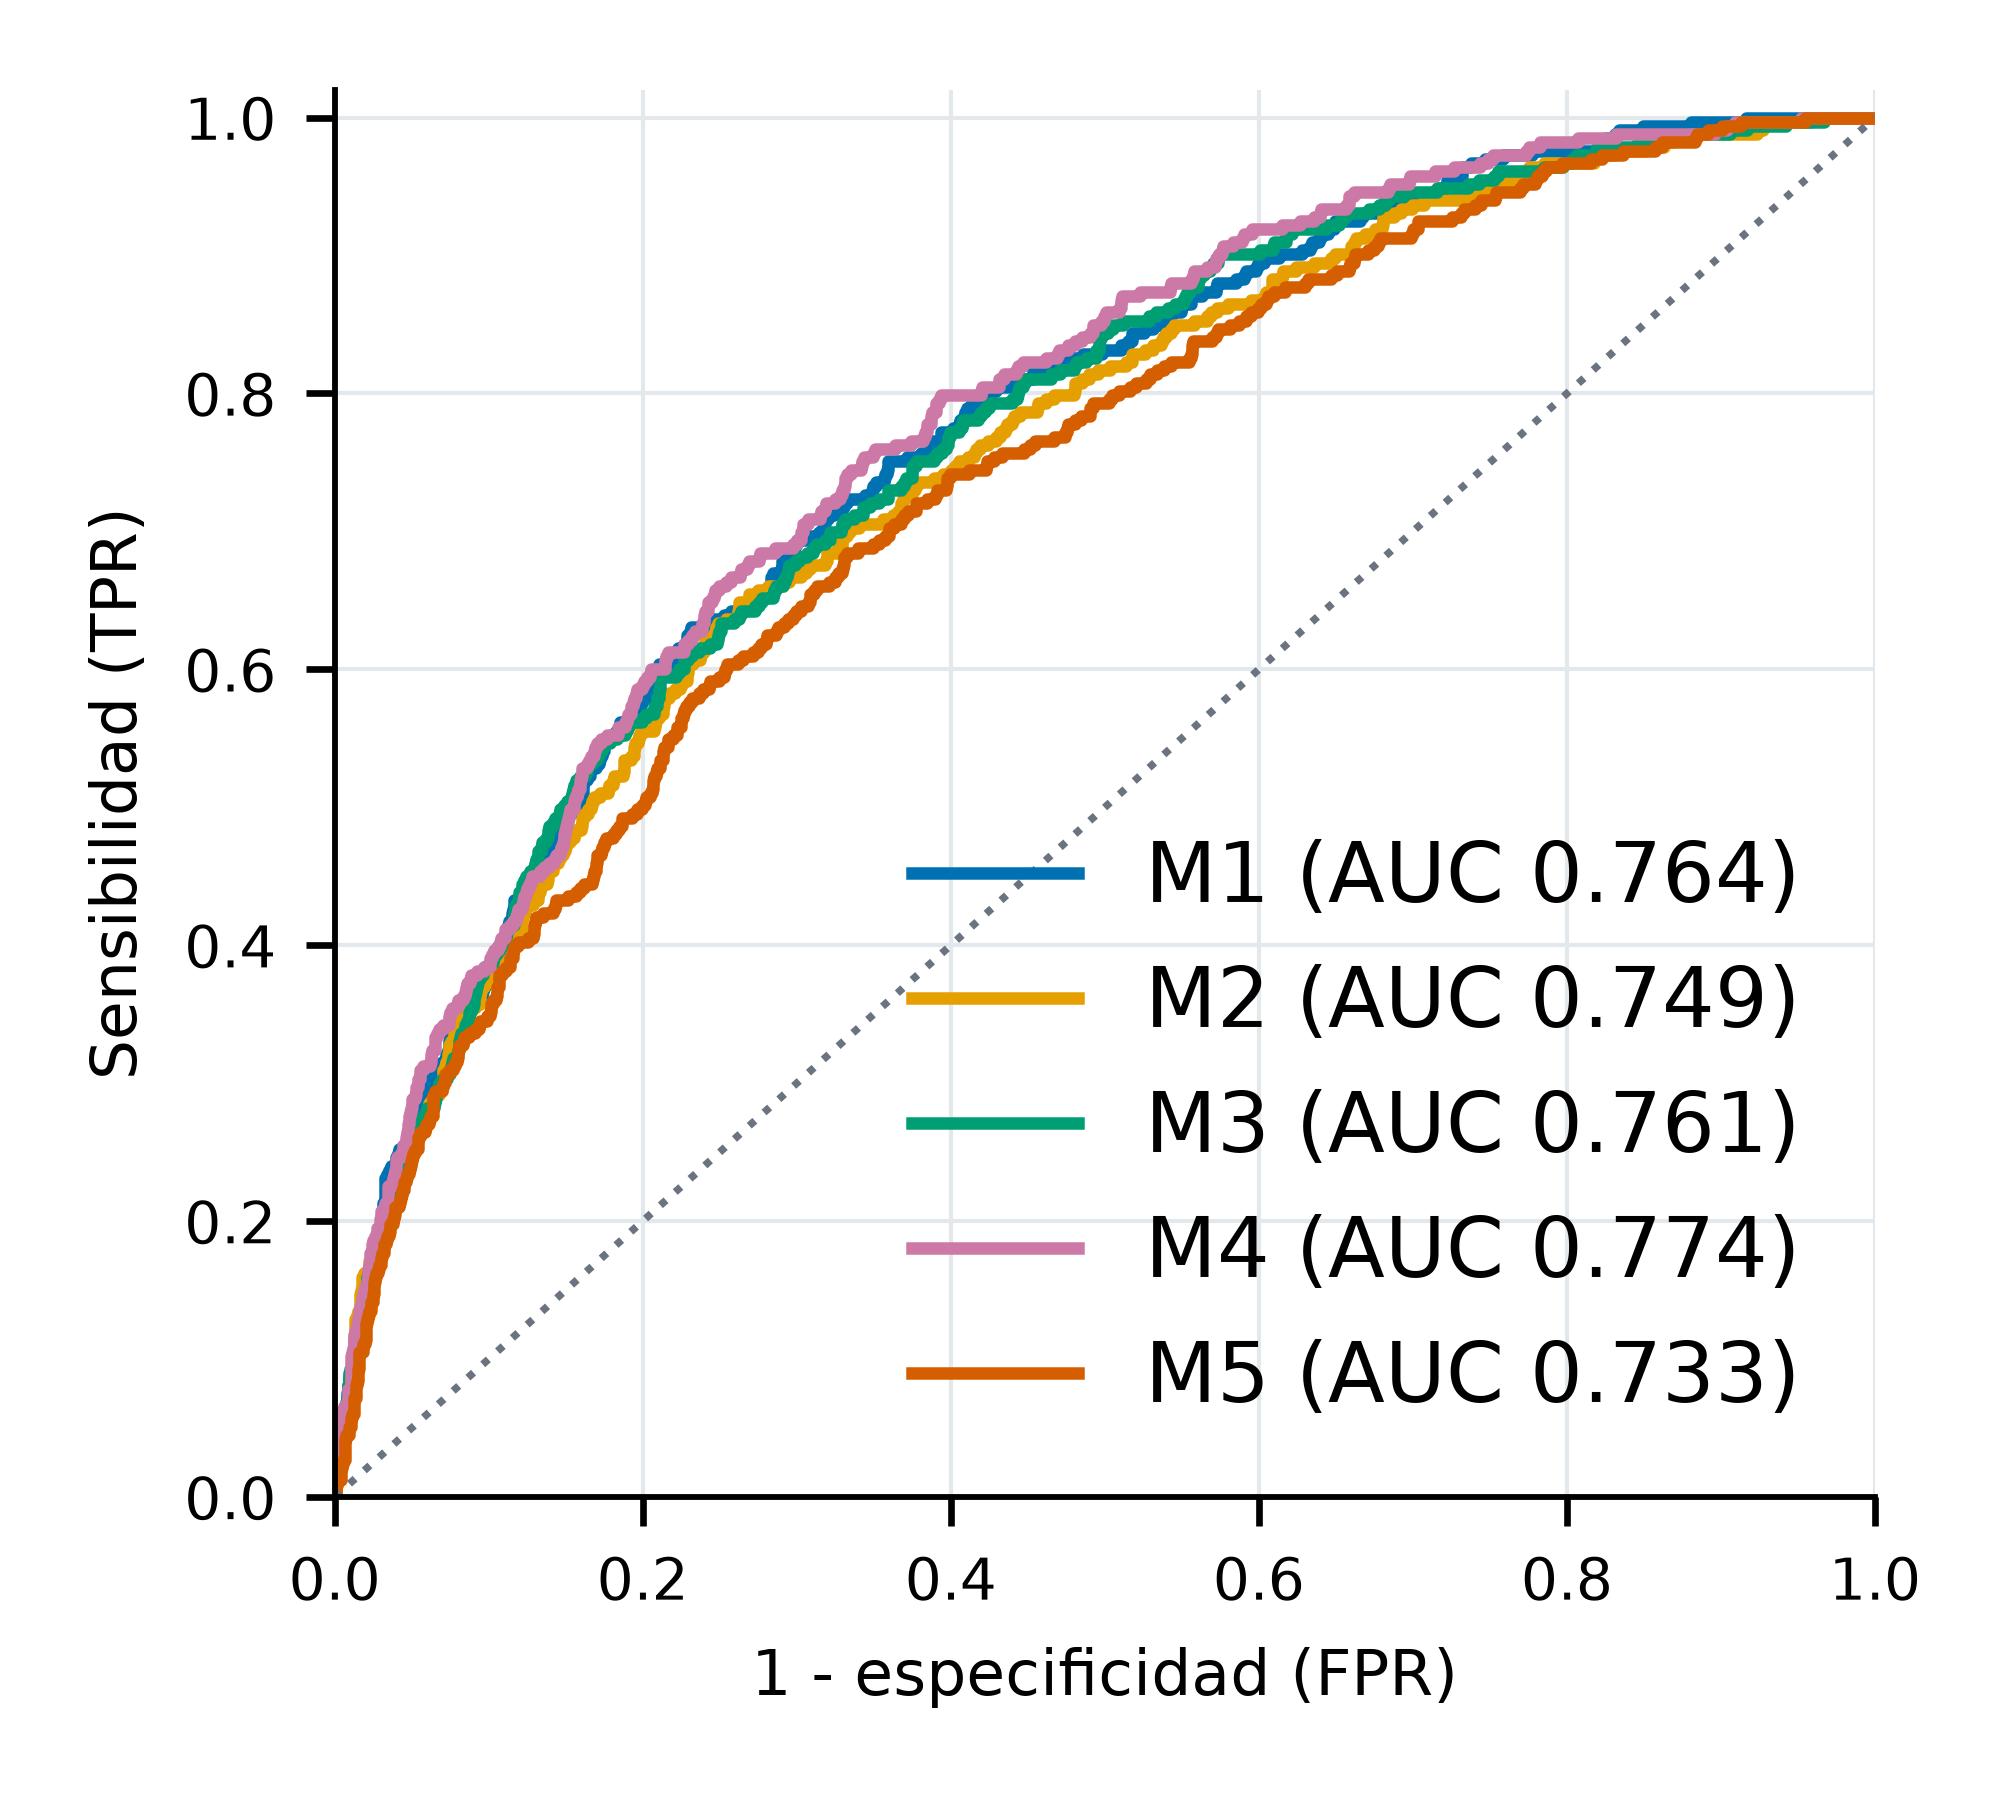 1.0
0.8
0.6
0.4
0.2
0.0
Sensibilidad (TPR)
M1 (AUC 0.764)
M2 (AUC 0.749)
M3 (AUC 0.761)
M4 (AUC 0.774)
M5 (AUC 0.733)
0.0 0.2 0.4 0.6 0.8 1.0
1 - especificidad (FPR)